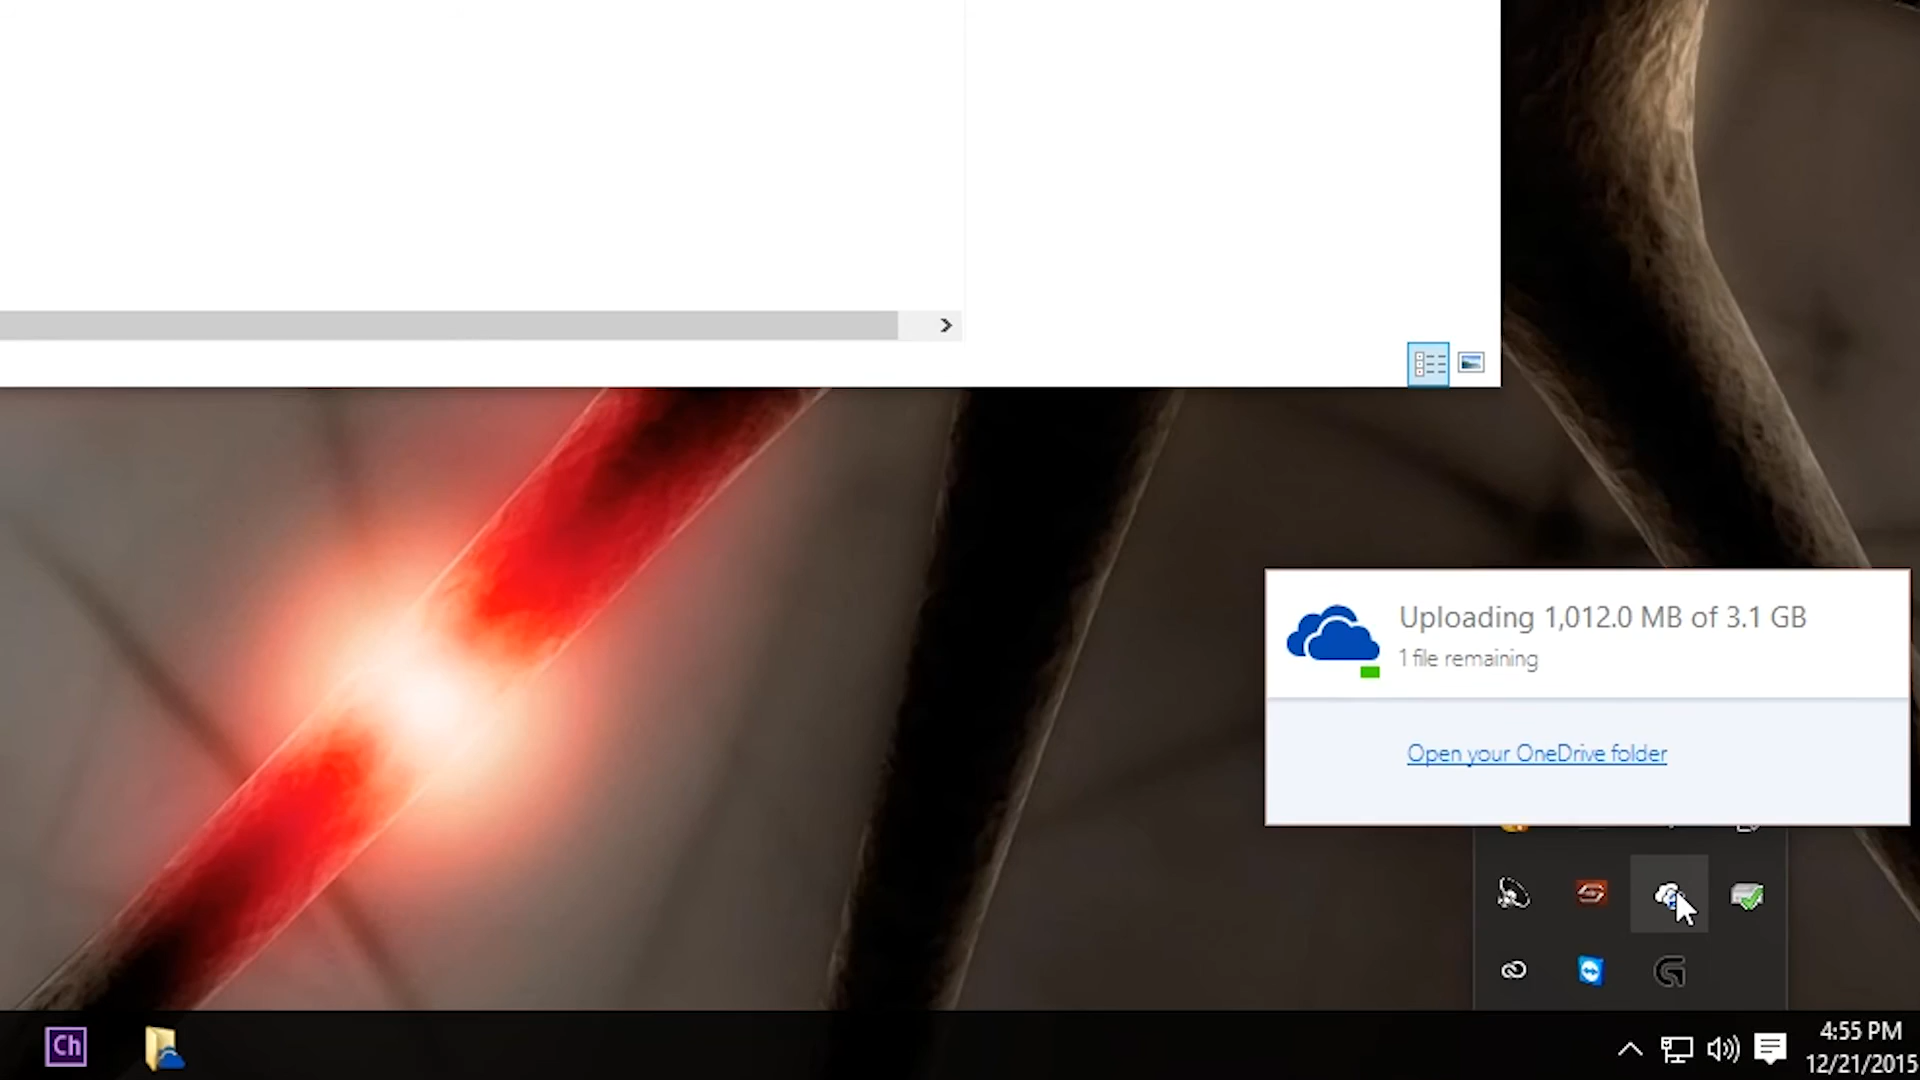 Uploading 1,012.0 MB of 3.1 GB
1 file remaining
Open your OneDrive folder
Ch
4:55 PM
12/21/2015